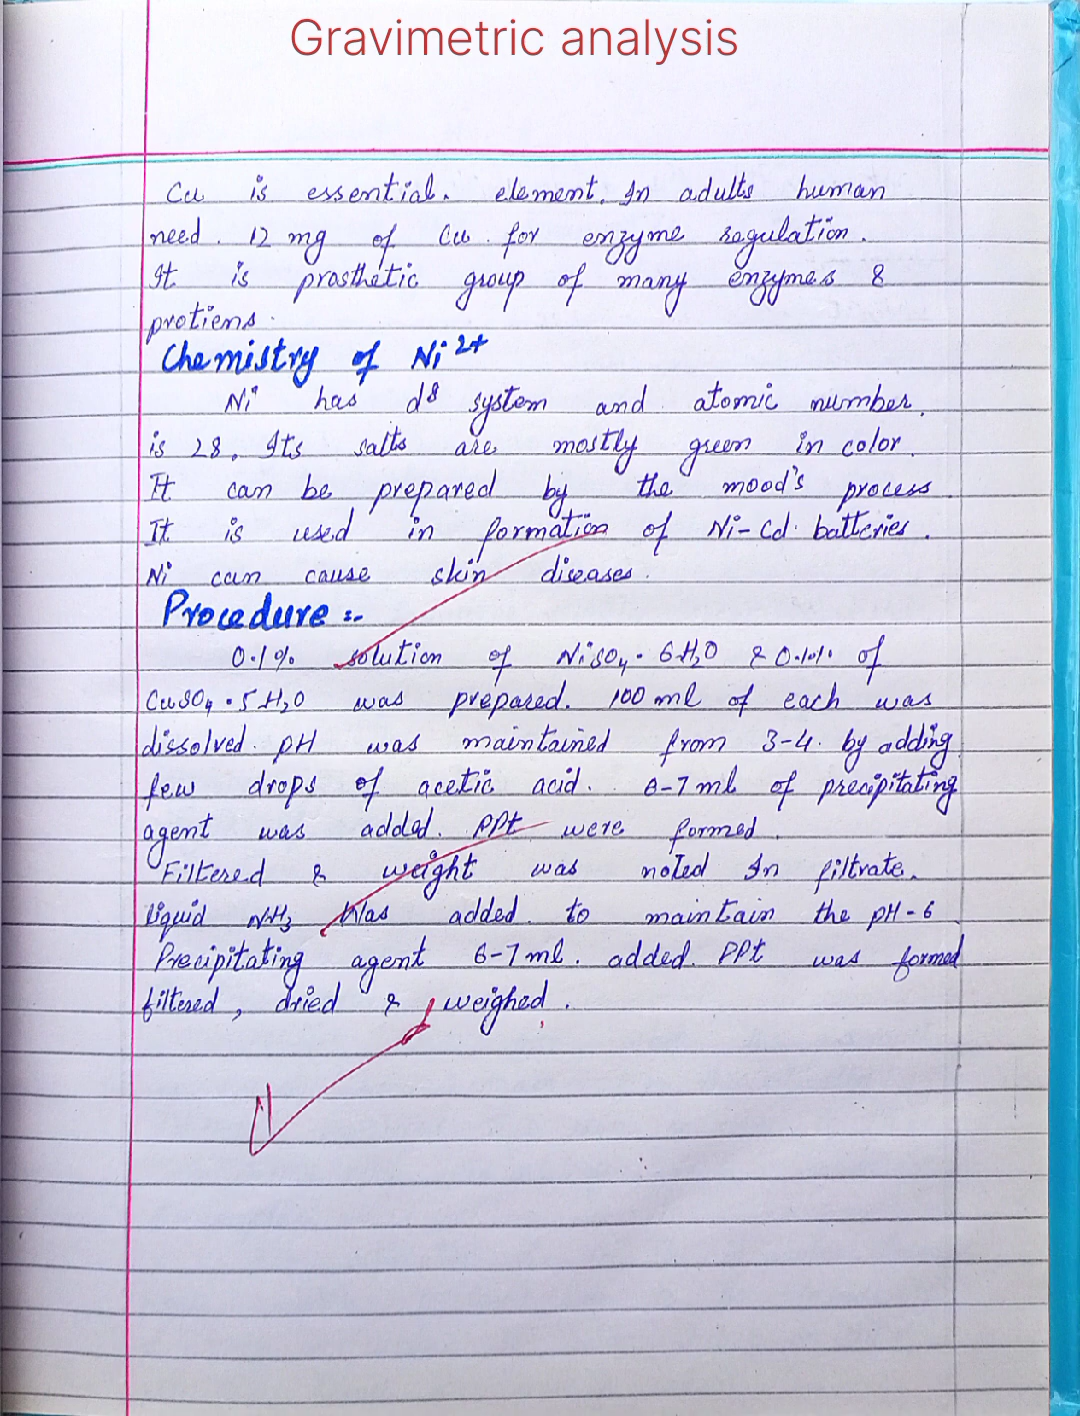 Gravimetric analysis
Cu is essential. element. In adults human
need. 12 mg of Cu. for enzyme regulation.
It is prosthetic group of many enzymes &
protiens.
Chemistry of Ni2+
Ni has d8 system and atomic number.
is 28. Its salts are mostly green in color.
It can be prepared by the mood's process
It is used in formation of Ni-Cd. batteries.
Ni can cause skin diseases.
Procedure :-
0.1% solution of NiSO4. 6H2O & 0.10% of
CuSO4.5H2O was prepared. 100 ml of each was
dissolved. pH was maintained from 3-4. by adding
few drops of acetic acid. 6-7 ml of precipitating
agent was added. PPt were formed.
Filtered & weight was noted In filtrate.
liquid NH3 was added. to maintain the pH-6
Precipitating agent 6-7 ml. added. PPt was formed
filtered, dried & weighed.